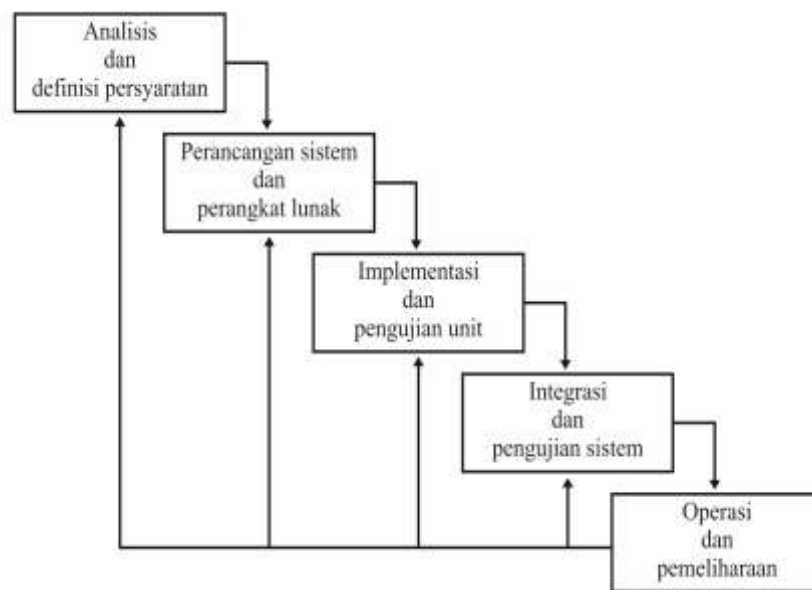 Analisis
dan
definisi persyaratan
Perancangan sistem
dan
perangkat lunak
Implementasi
dan
pengujian unit
Integrasi
dan
pengujian sistem
Operasi
dan
pemeliharaan